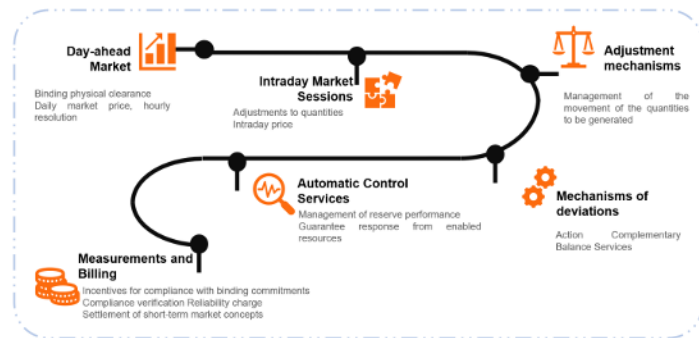 Day-ahead
Market
Binding physical clearance
Daily market price, hourly
resolution
Intraday Market
Sessions
Adjustments to quantities
Intraday price
Adjustment
mechanisms
Management of the
movement of the quantities
to be generated
Mechanisms of
deviations
Action Complementary
Balance Services
Automatic Control
Services
Management of reserve performance
Guarantee response from enabled
resources
Measurements and
Billing
Incentives for compliance with binding commitments
Compliance verification Reliability charge
Settlement of short-term market concepts